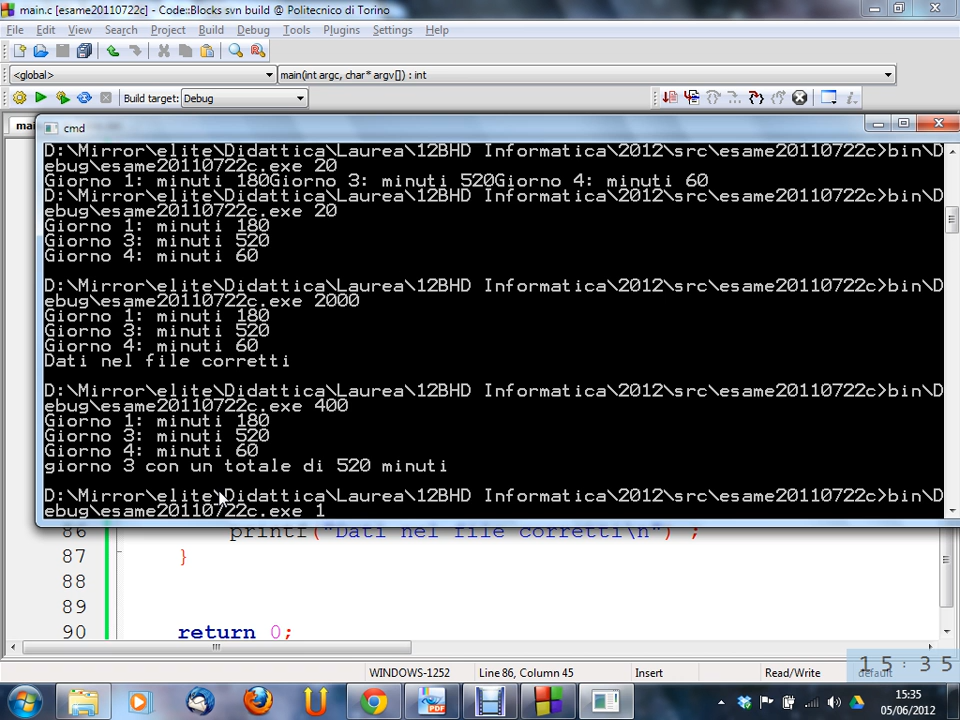 main.c [esame20110722c] - Code::Blocks svn build @ Politecnico di Torino
File Edit View Search Project Build Debug Tools Plugins Settings Help
<global> main(int argc, char* argv[]) : int
Build target: Debug
cmd
D:\Mirror\elite\Didattica\Laurea\12BHD Informatica\2012\src\esame20110722c>bin\D
ebug\esame20110722c.exe 20
Giorno 1: minuti 180Giorno 3: minuti 520Giorno 4: minuti 60
D:\Mirror\elite\Didattica\Laurea\12BHD Informatica\2012\src\esame20110722c>bin\D
ebug\esame20110722c.exe 20
Giorno 1: minuti 180
Giorno 3: minuti 520
Giorno 4: minuti 60
D:\Mirror\elite\Didattica\Laurea\12BHD Informatica\2012\src\esame20110722c>bin\D
ebug\esame20110722c.exe 2000
Giorno 1: minuti 180
Giorno 3: minuti 520
Giorno 4: minuti 60
Dati nel file corretti
D:\Mirror\elite\Didattica\Laurea\12BHD Informatica\2012\src\esame20110722c>bin\D
ebug\esame20110722c.exe 400
Giorno 1: minuti 180
Giorno 3: minuti 520
Giorno 4: minuti 60
giorno 3 con un totale di 520 minuti
D:\Mirror\elite\Didattica\Laurea\12BHD Informatica\2012\src\esame20110722c>bin\D
ebug\esame20110722c.exe 1
86 printf("Dati nel file corretti\n") ;
87 }
88
89
90 return 0;
WINDOWS-1252 Line 86, Column 45 Insert Read/Write default
15:35
15:35
05/06/2012